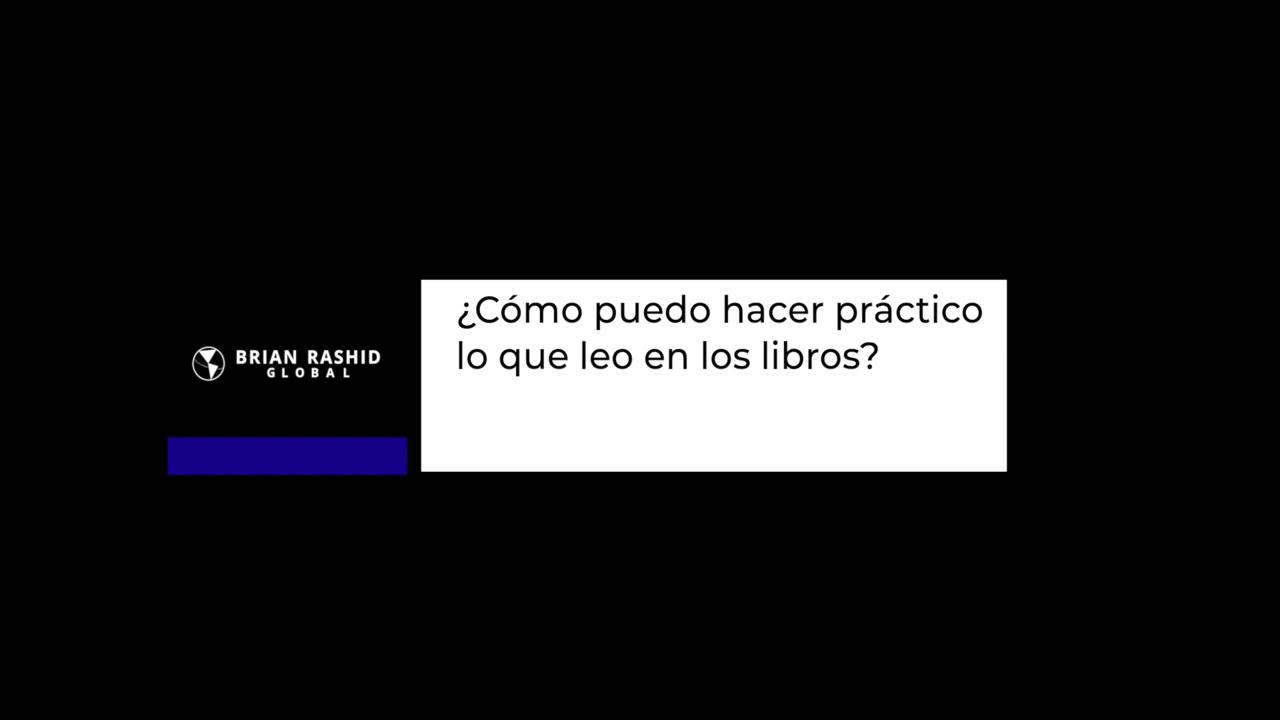 BRIAN RASHID
GLOBAL
¿Cómo puedo hacer práctico
lo que leo en los libros?